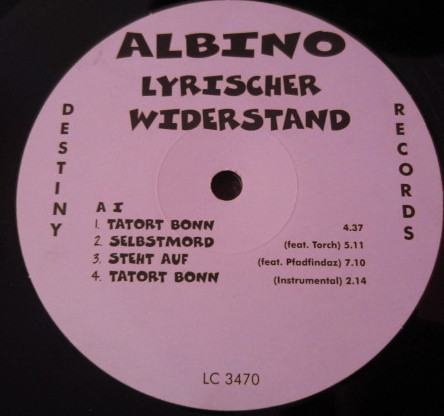 ALBINO
LYRISCHER
WIDERSTAND
DESTINY
RECORDS
A I
1. TATORT BONN 4.37
2. SELBSTMORD (feat. Torch) 5.11
3. STEHT AUF (feat. Pfadfindaz) 7.10
4. TATORT BONN (Instrumental) 2.14
LC 3470